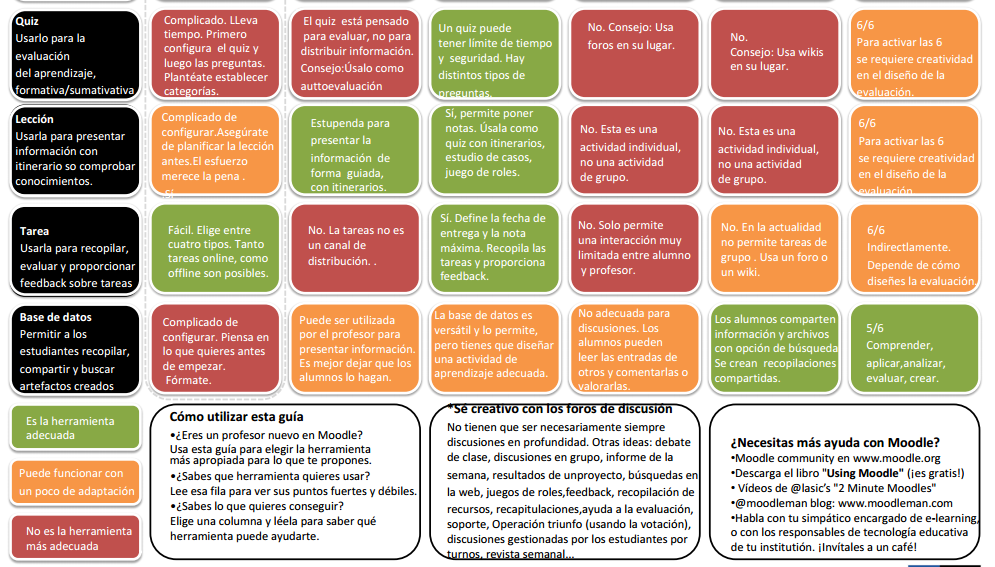 Quiz
Usarlo para la
evaluación
del aprendizaje,
formativa/sumativativa
Complicado. LLeva
tiempo. Primero
configura el quiz y
luego las preguntas.
Plantéate establecer
categorías.
El quiz está pensado
para evaluar, no para
distribuir información.
Consejo:Úsalo como
autoevaluación
Un quiz puede
tener límite de tiempo
y seguridad. Hay
distintos tipos de
preguntas.
No. Consejo: Usa
foros en su lugar.
No.
Consejo: Usa wikis
en su lugar.
6/6
Para activar las 6
se requiere creatividad
en el diseño de la
evaluación.
Lección
Usarla para presentar
información con
itinerario so comprobar
conocimientos.
Complicado de
configurar.Asegúrate
de planificar la lección
antes.El esfuerzo
merece la pena .
Sí
Estupenda para
presentar la
información de
forma guiada,
con itinerarios.
Sí, permite poner
notas. Úsala como
quiz con itinerarios,
estudio de casos,
juego de roles.
No. Esta es una
actividad individual,
no una actividad
de grupo.
No. Esta es una
actividad individual,
no una actividad
de grupo.
6/6
Para activar las 6
se requiere creatividad
en el diseño de la
evaluación.
Tarea
Usarla para recopilar,
evaluar y proporcionar
feedback sobre tareas
Fácil. Elige entre
cuatro tipos. Tanto
tareas online, como
offline son posibles.
No. La tareas no es
un canal de
distribución. .
Sí. Define la fecha de
entrega y la nota
máxima. Recopila las
tareas y proporciona
feedback.
No. Solo permite
una interacción muy
limitada entre alumno
y profesor.
No. En la actualidad
no permite tareas de
grupo . Usa un foro o
un wiki.
6/6
Indirectamente.
Depende de cómo
diseñes la evaluación.
Base de datos
Permitir a los
estudiantes recopilar,
compartir y buscar
artefactos creados
Complicado de
configurar. Piensa en
lo que quieres antes
de empezar.
Fórmate.
Puede ser utilizada
por el profesor para
presentar información.
Es mejor dejar que los
alumnos lo hagan.
La base de datos es
versátil y lo permite,
pero tienes que diseñar
una actividad de
aprendizaje adecuada.
No adecuada para
discusiones. Los
alumnos pueden
leer las entradas de
otros y comentarlas o
valorarlas.
Los alumnos comparten
información y archivos
con opción de búsqueda
Se crean recopilaciones
compartidas.
5/6
Comprender,
aplicar,analizar,
evaluar, crear.
Es la herramienta
adecuada
Puede funcionar con
un poco de adaptación
No es la herramienta
más adecuada
Cómo utilizar esta guía
•¿Eres un profesor nuevo en Moodle?
Usa esta guía para elegir la herramienta
más apropiada para lo que te propones.
•¿Sabes que herramienta quieres usar?
Lee esa fila para ver sus puntos fuertes y débiles.
•¿Sabes lo que quieres conseguir?
Elige una columna y léela para saber qué
herramienta puede ayudarte.
*Sé creativo con los foros de discusión
No tienen que ser necesariamente siempre
discusiones en profundidad. Otras ideas: debate
de clase, discusiones en grupo, informe de la
semana, resultados de unproyecto, búsquedas en
la web, juegos de roles,feedback, recopilación de
recursos, recapitulaciones,ayuda a la evaluación,
soporte, Operación triunfo (usando la votación),
discusiones gestionadas por los estudiantes por
turnos, revista semanal...
¿Necesitas más ayuda con Moodle?
•Moodle community en www.moodle.org
•Descarga el libro "Using Moodle" (¡es gratis!)
• Vídeos de @lasic's "2 Minute Moodles"
•@moodleman blog: www.moodleman.com
•Habla con tu simpático encargado de e-learning,
o con los responsables de tecnología educativa
de tu institutión. ¡Invítales a un café!